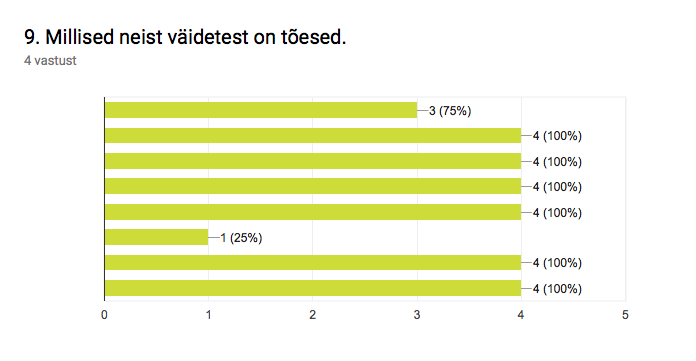 9. Millised neist väidetest on tõesed.
4 vastust
3 (75%)
4 (100%)
4 (100%)
4 (100%)
4 (100%)
1 (25%)
4 (100%)
4 (100%)
0 1 2 3 4 5